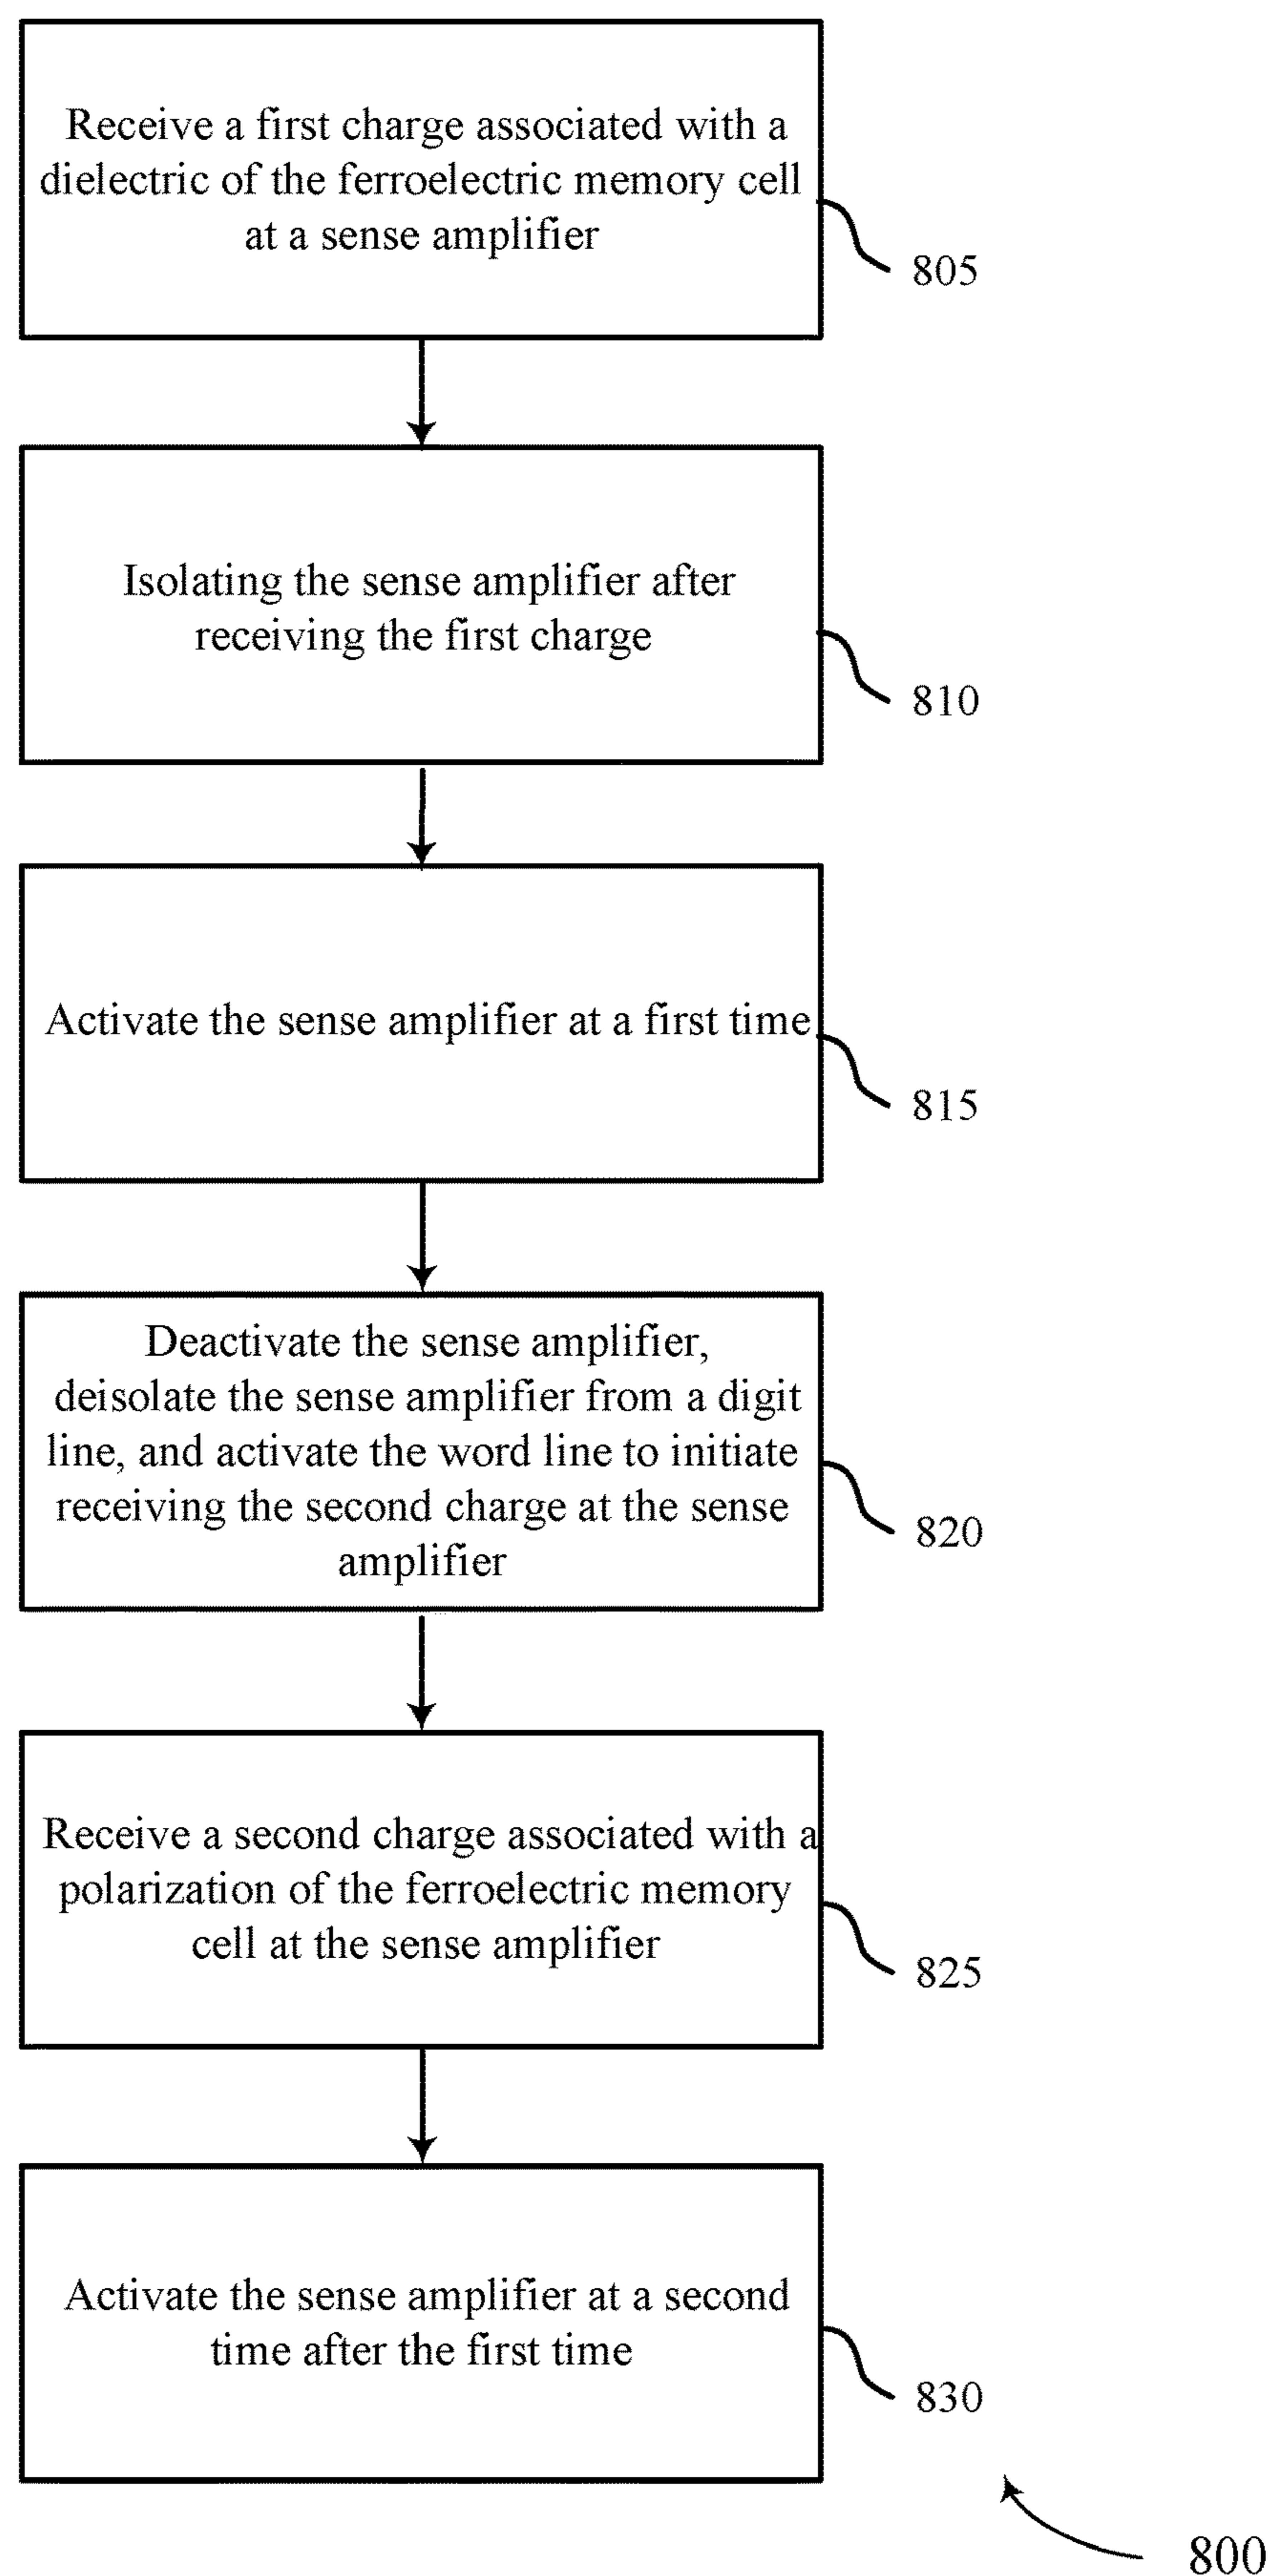 Receive a first charge associated with a
dielectric of the ferroelectric memory cell
at a sense amplifier
805
Isolating the sense amplifier after
receiving the first charge
810
Activate the sense amplifier at a first time
815
Deactivate the sense amplifier,
deisolate the sense amplifier from a digit
line, and activate the word line to initiate
receiving the second charge at the sense
amplifier
820
Receive a second charge associated with a
polarization of the ferroelectric memory
cell at the sense amplifier
825
Activate the sense amplifier at a second
time after the first time
830
800